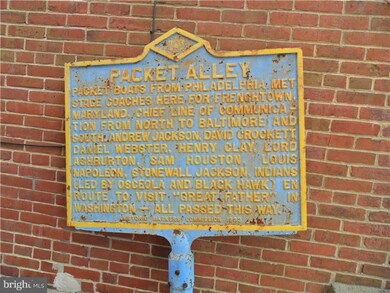 PACKET ALLEY
PACKET BOATS FROM PHILADELPHIA MET
STAGE COACHES HERE FOR FRENCHTOWN,
MARYLAND. CHIEF LINE OF COMMUNICA-
TION FROM NORTH TO BALTIMORE AND
SOUTH. ANDREW JACKSON, DAVID CROCKETT,
DANIEL WEBSTER, HENRY CLAY, LORD
ASHBURTON, SAM HOUSTON, LOUIS
NAPOLEON, STONEWALL JACKSON, INDIANS
(LED BY OSCEOLA AND BLACK HAWK) EN
ROUTE TO VISIT "GREAT FATHER" IN
WASHINGTON – ALL PASSED THIS WAY.
bright MLS